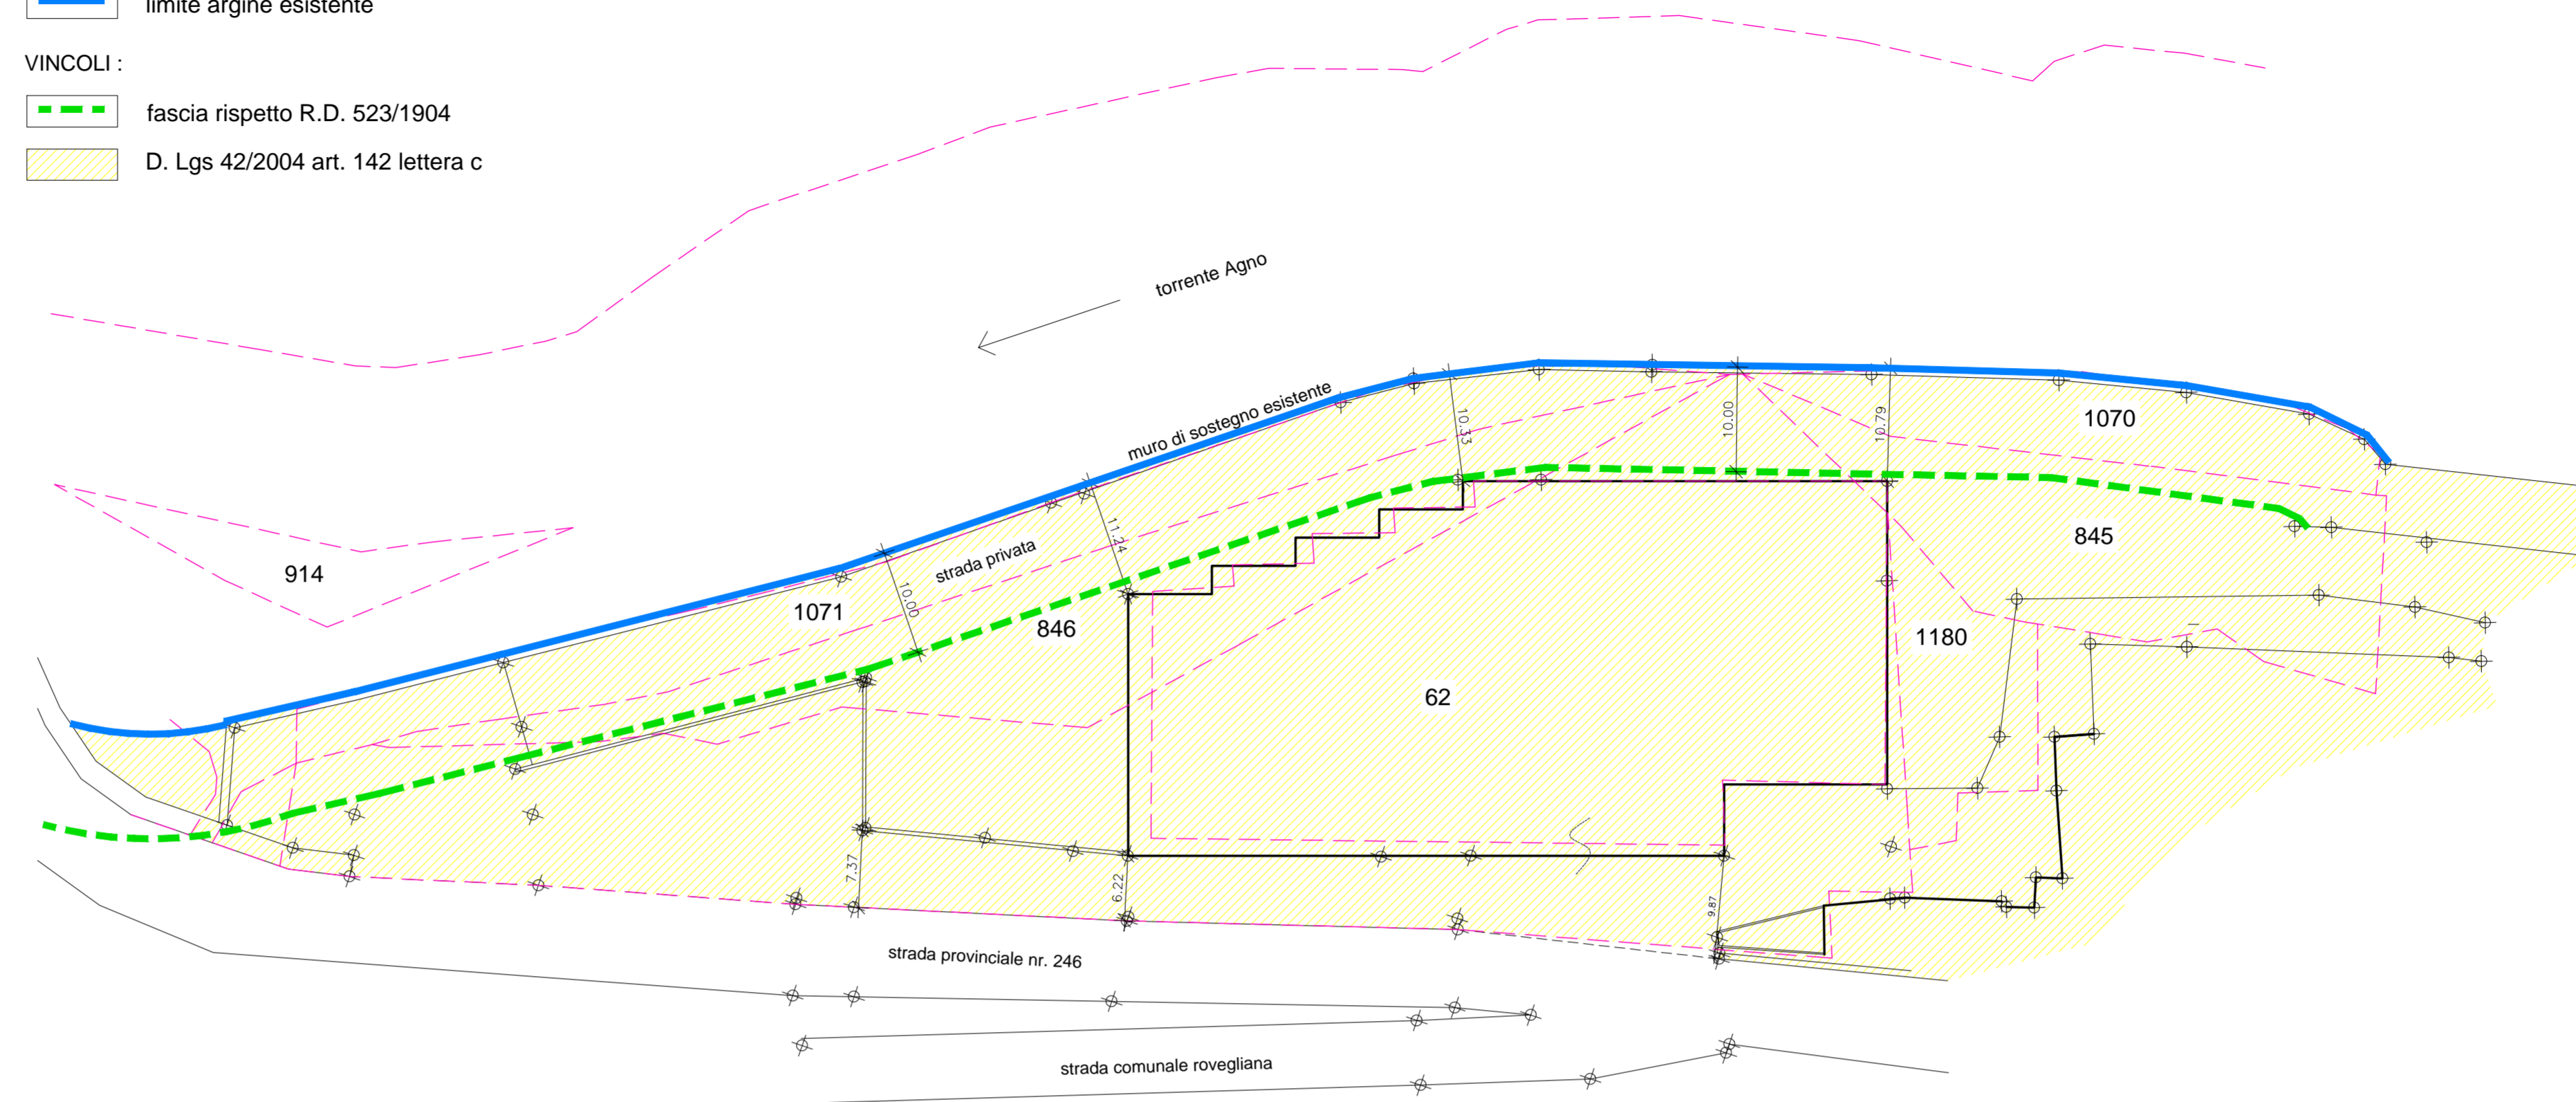 limite argine esistente
VINCOLI :
fascia rispetto R.D. 523/1904
D. Lgs 42/2004 art. 142 lettera c
torrente Agno
muro di sostegno esistente
10.33
10.00
10.79
1070
11.24
strada privata
10.00
845
914
1071
846
1180
62
7.37
6.22
9.87
strada provinciale nr. 246
strada comunale rovegliana